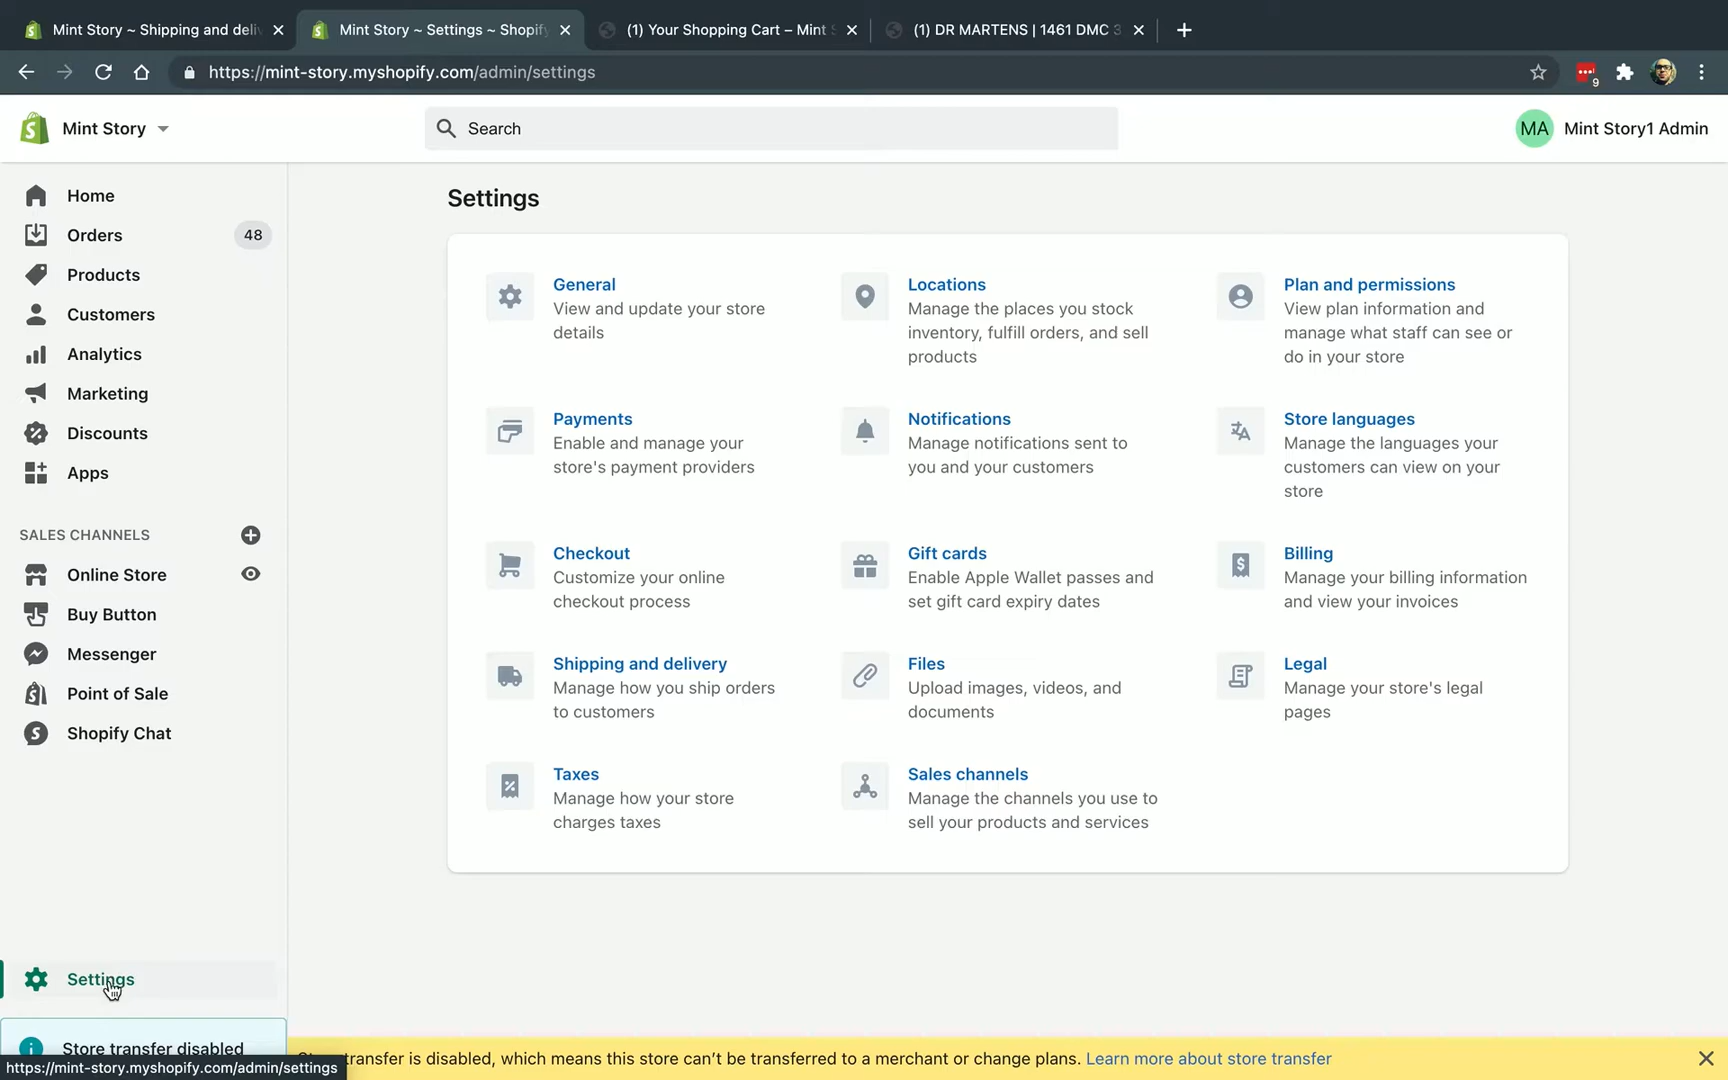 Mint Story ~ Shipping and deli
Mint Story ~ Settings ~ Shopify
(1) Your Shopping Cart – Mint S
(1) DR MARTENS | 1461 DMC 3
https://mint-story.myshopify.com/admin/settings
9
Mint Story
Search
MA
Mint Story1 Admin
Home
Orders
48
Products
Customers
Analytics
Marketing
Discounts
Apps
SALES CHANNELS
Online Store
Buy Button
Messenger
Point of Sale
Shopify Chat
Settings
Store transfer disabled
https://mint-story.myshopify.com/admin/settings
Settings
General
View and update your store
details
Locations
Manage the places you stock
inventory, fulfill orders, and sell
products
Plan and permissions
View plan information and
manage what staff can see or
do in your store
Payments
Enable and manage your
store's payment providers
Notifications
Manage notifications sent to
you and your customers
Store languages
Manage the languages your
customers can view on your
store
Checkout
Customize your online
checkout process
Gift cards
Enable Apple Wallet passes and
set gift card expiry dates
Billing
Manage your billing information
and view your invoices
Shipping and delivery
Manage how you ship orders
to customers
Files
Upload images, videos, and
documents
Legal
Manage your store's legal
pages
Taxes
Manage how your store
charges taxes
Sales channels
Manage the channels you use to
sell your products and services
transfer is disabled, which means this store can't be transferred to a merchant or change plans. Learn more about store transfer